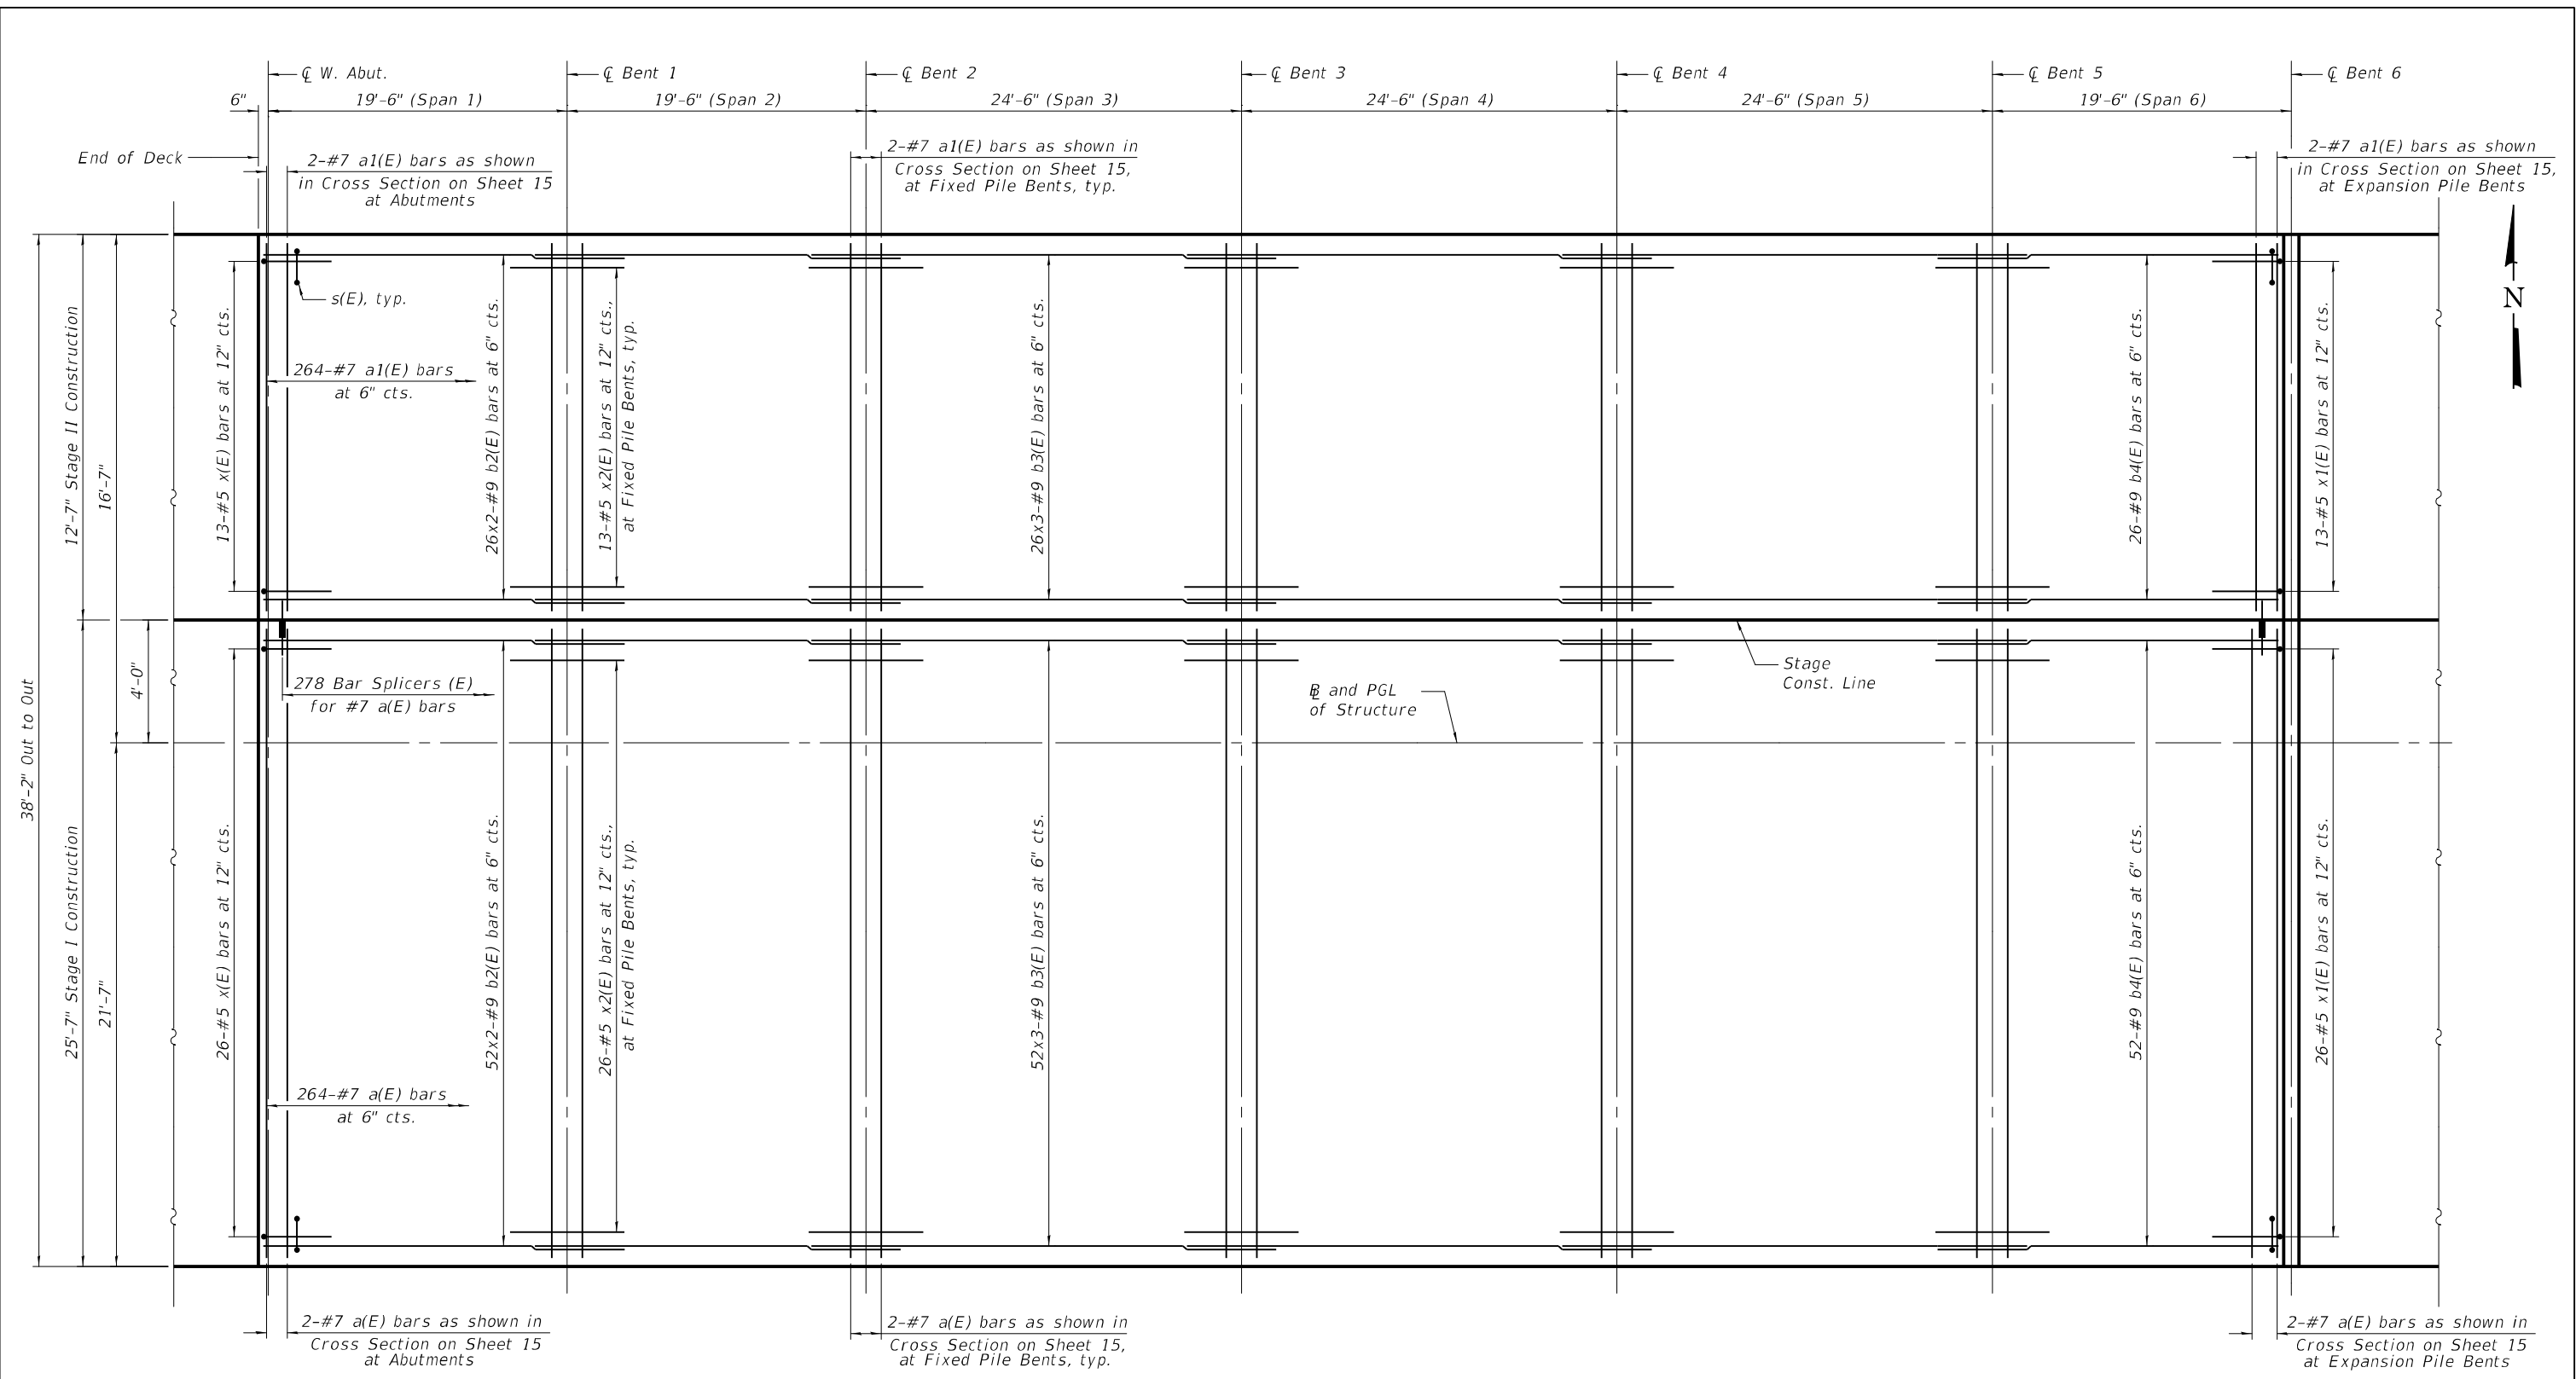 ℄ W. Abut.
℄ Bent 1
℄ Bent 2
℄ Bent 3
℄ Bent 4
℄ Bent 5
℄ Bent 6
6"
19'-6" (Span 1)
19'-6" (Span 2)
24'-6" (Span 3)
24'-6" (Span 4)
24'-6" (Span 5)
19'-6" (Span 6)
End of Deck
2-#7 a1(E) bars as shown
in Cross Section on Sheet 15
at Abutments
2-#7 a1(E) bars as shown in
Cross Section on Sheet 15,
at Fixed Pile Bents, typ.
2-#7 a1(E) bars as shown
in Cross Section on Sheet 15,
at Expansion Pile Bents
N
38'-2" Out to Out
12'-7" Stage II Construction
16'-7"
13-#5 x(E) bars at 12" cts.
s(E), typ.
264-#7 a1(E) bars
at 6" cts.
26x2-#9 b2(E) bars at 6" cts.
13-#5 x2(E) bars at 12" cts.,
at Fixed Pile Bents, typ.
26x3-#9 b3(E) bars at 6" cts.
26-#9 b4(E) bars at 6" cts.
13-#5 x1(E) bars at 12" cts.
4'-0"
278 Bar Splicers (E)
for #7 a(E) bars
Stage
Const. Line
B̵L and PGL
of Structure
25'-7" Stage I Construction
21'-7"
26-#5 x(E) bars at 12" cts.
264-#7 a(E) bars
at 6" cts.
52x2-#9 b2(E) bars at 6" cts.
26-#5 x2(E) bars at 12" cts.,
at Fixed Pile Bents, typ.
52x3-#9 b3(E) bars at 6" cts.
52-#9 b4(E) bars at 6" cts.
26-#5 x1(E) bars at 12" cts.
2-#7 a(E) bars as shown in
Cross Section on Sheet 15
at Abutments
2-#7 a(E) bars as shown in
Cross Section on Sheet 15,
at Fixed Pile Bents, typ.
2-#7 a(E) bars as shown in
Cross Section on Sheet 15
at Expansion Pile Bents